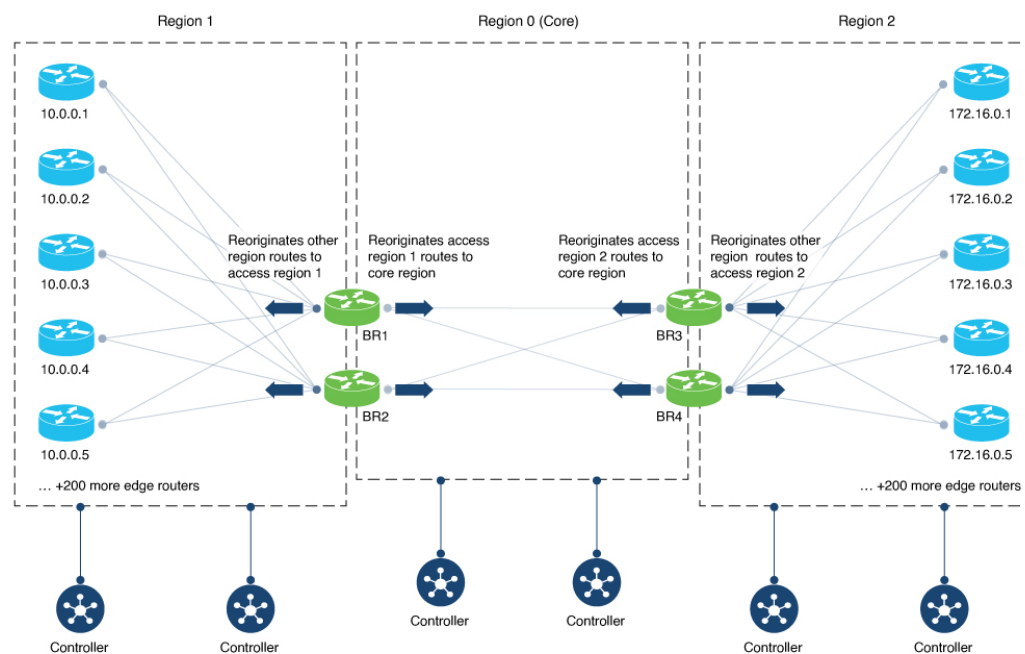 Region 1
Region 0 (Core)
Region 2
10.0.0.1
10.0.0.2
10.0.0.3
10.0.0.4
10.0.0.5
... +200 more edge routers
Reoriginates other
region routes to
access region 1
Reoriginates access
region 1 routes to
core region
BR1
BR2
Reoriginates access
region 2 routes to
core region
Reoriginates other
region routes to
access region 2
BR3
BR4
172.16.0.1
172.16.0.2
172.16.0.3
172.16.0.4
172.16.0.5
... +200 more edge routers
Controller
Controller
Controller
Controller
Controller
Controller